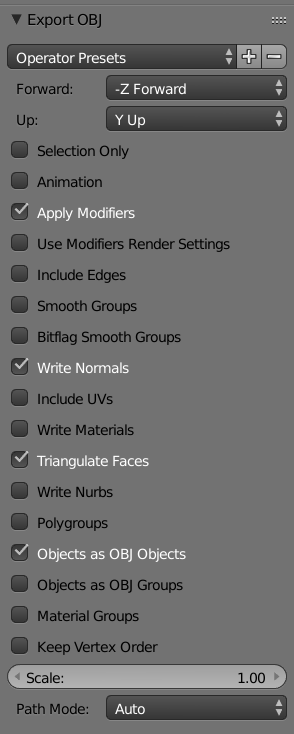 Export OBJ
Operator Presets
Forward: -Z Forward
Up: Y Up
Selection Only
Animation
Apply Modifiers
Use Modifiers Render Settings
Include Edges
Smooth Groups
Bitflag Smooth Groups
Write Normals
Include UVs
Write Materials
Triangulate Faces
Write Nurbs
Polygroups
Objects as OBJ Objects
Objects as OBJ Groups
Material Groups
Keep Vertex Order
Scale: 1.00
Path Mode: Auto